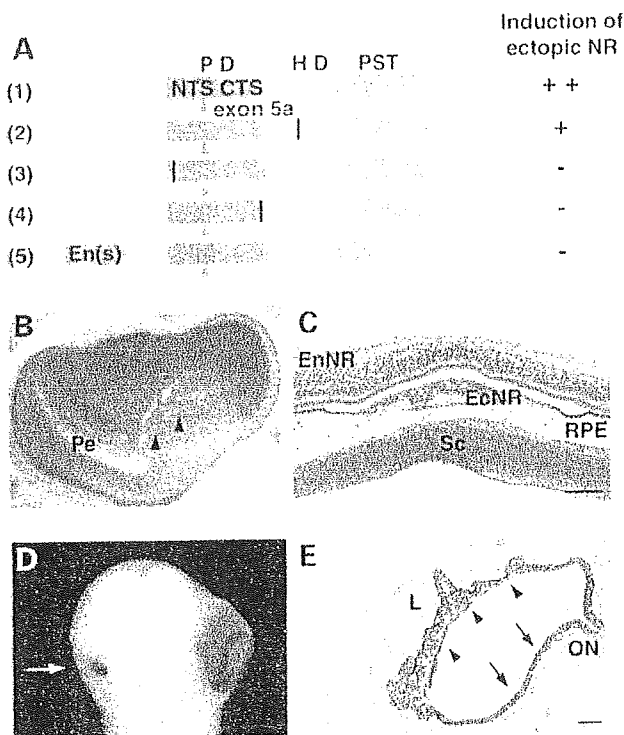 A
Induction of
ectopic NR
P D
H D
PST
(1)
NTS CTS
+ +
exon 5a
(2)
+
(3)
-
(4)
-
(5)
En(s)
-
B
Pe
C
EnNR
EcNR
RPE
Sc
D
E
L
ON